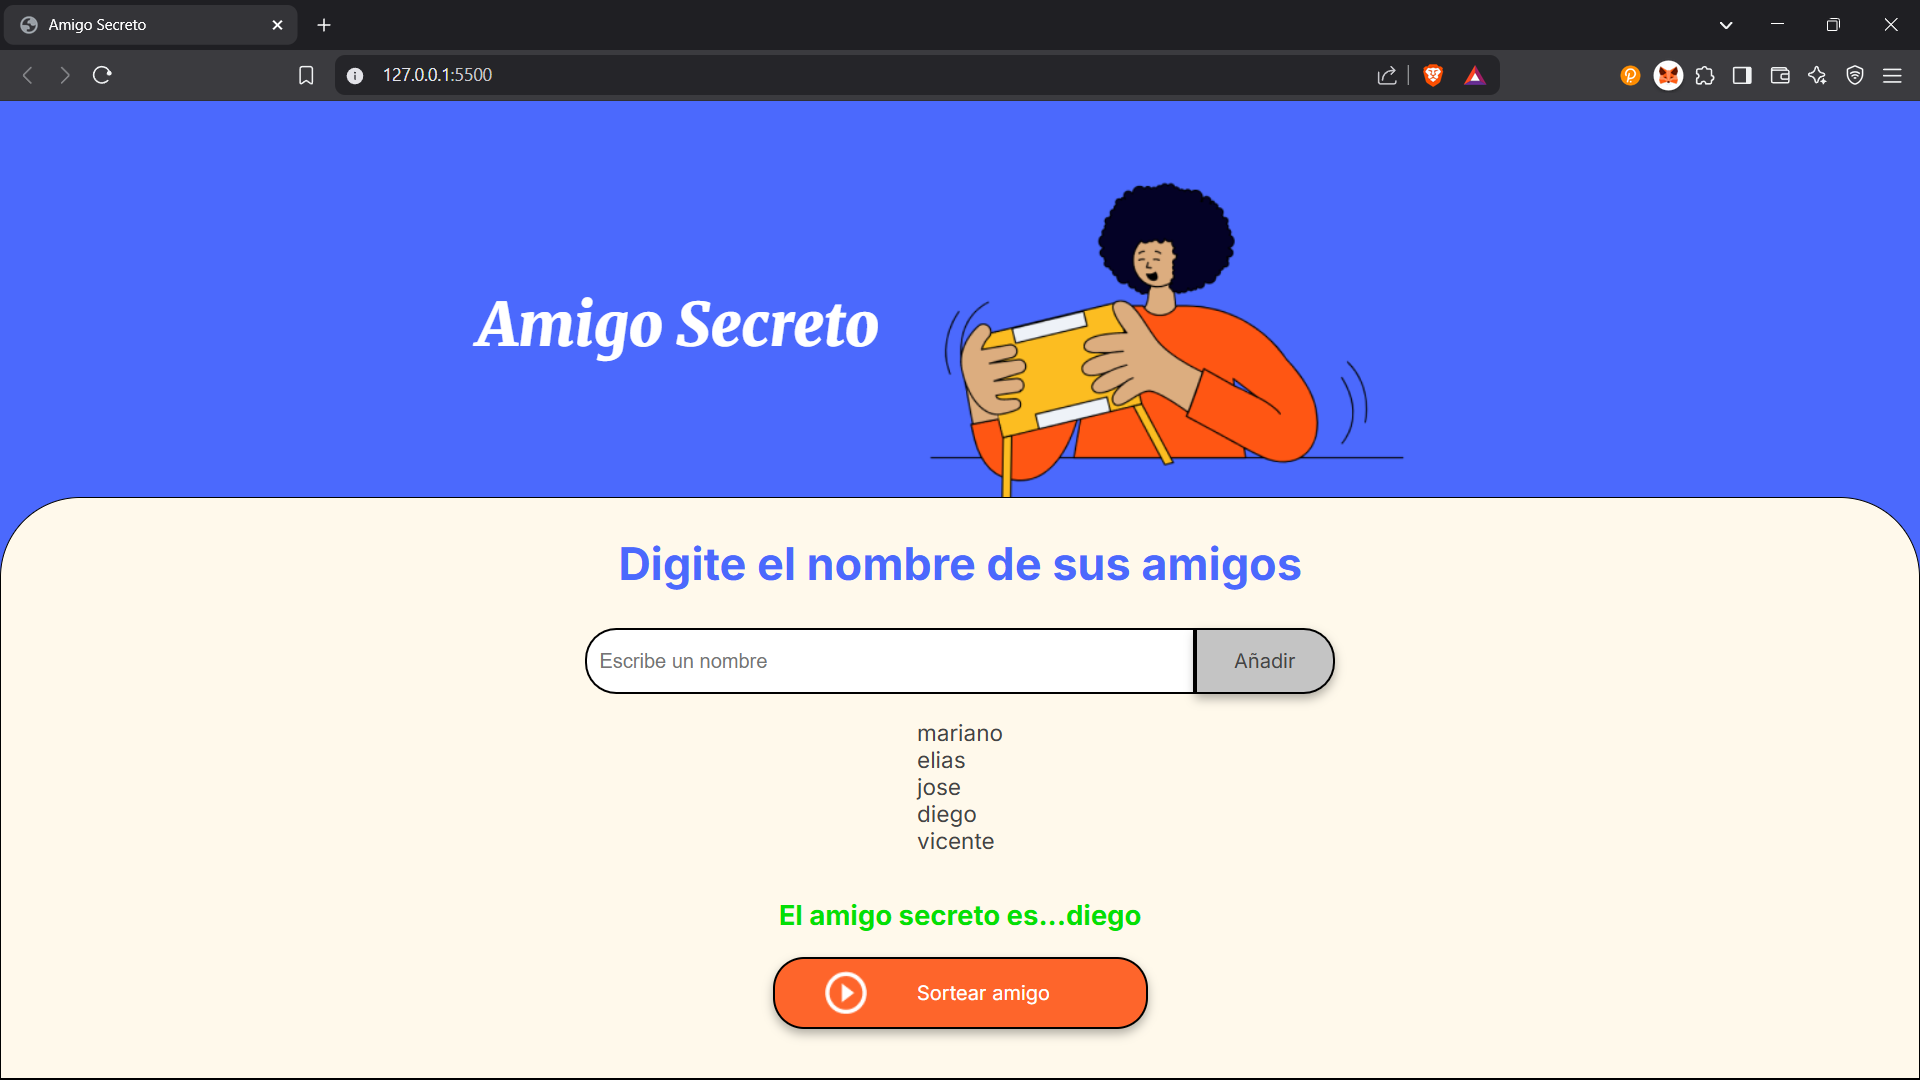 Amigo Secreto
127.0.0.1:5500
Amigo Secreto
Digite el nombre de sus amigos
Escribe un nombre
Añadir
mariano
elias
jose
diego
vicente
El amigo secreto es...diego
Sortear amigo